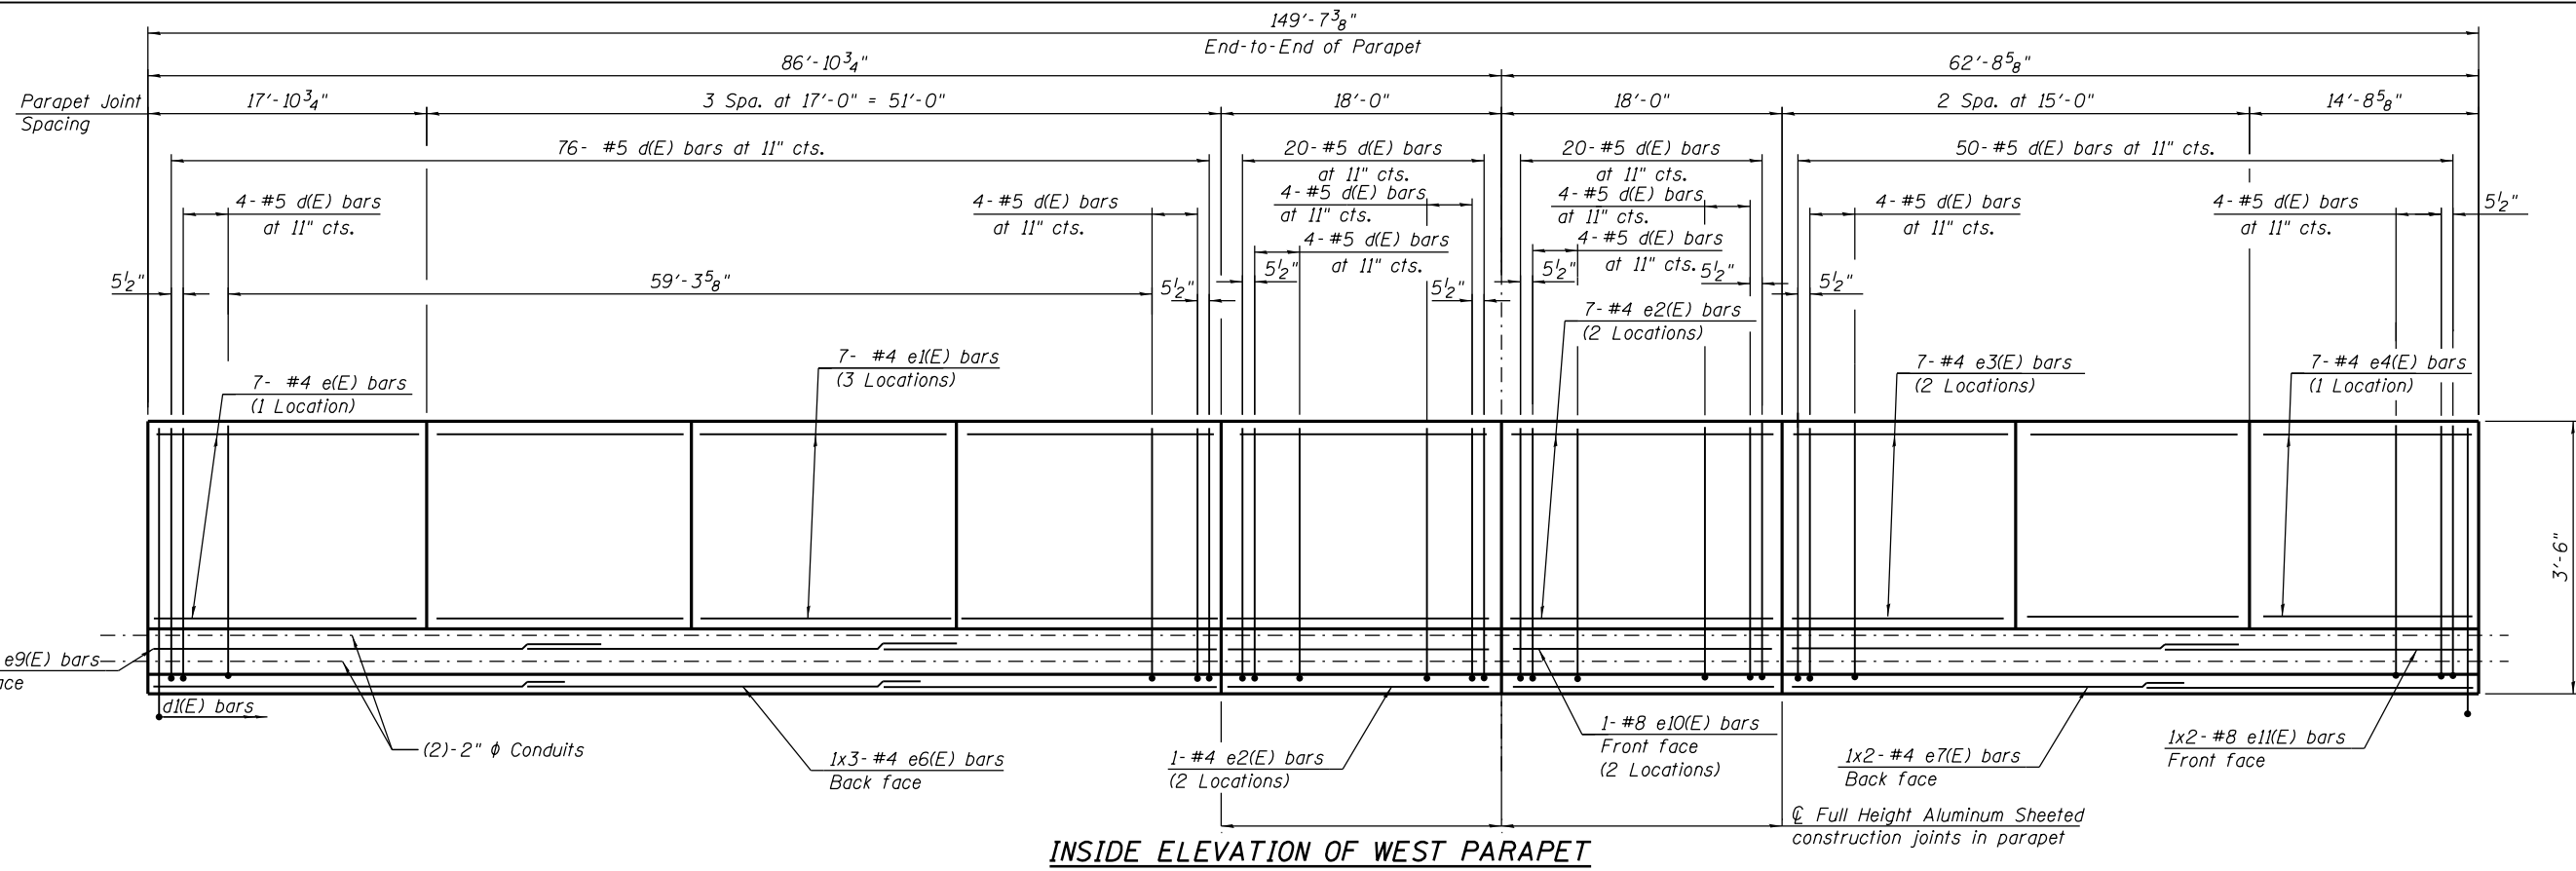 149'-7 3/8"
End-to-End of Parapet
86'-10 3/4"
62'-8 5/8"
Parapet Joint
Spacing
17'-10 3/4"
3 Spa. at 17'-0" = 51'-0"
18'-0"
18'-0"
2 Spa. at 15'-0"
14'-8 5/8"
76- #5 d(E) bars at 11" cts.
20-#5 d(E) bars
at 11" cts.
20-#5 d(E) bars
at 11" cts.
50-#5 d(E) bars at 11" cts.
4-#5 d(E) bars
at 11" cts.
4-#5 d(E) bars
at 11" cts.
4-#5 d(E) bars
at 11" cts.
4-#5 d(E) bars
at 11" cts.
4-#5 d(E) bars
at 11" cts.
4-#5 d(E) bars
at 11" cts.
5 1/2"
4-#5 d(E) bars
at 11" cts.
4-#5 d(E) bars
at 11" cts.
5 1/2"
59'-3 5/8"
5 1/2"
5 1/2"
5 1/2"
5 1/2"
5 1/2"
5 1/2"
7-#4 e2(E) bars
(2 Locations)
7- #4 e(E) bars
(1 Location)
7- #4 e1(E) bars
(3 Locations)
7-#4 e3(E) bars
(2 Locations)
7-#4 e4(E) bars
(1 Location)
3'-6"
e9(E) bars
d1(E) bars
(2)-2" ϕ Conduits
1x3-#4 e6(E) bars
Back face
1-#4 e2(E) bars
(2 Locations)
1-#8 e10(E) bars
Front face
(2 Locations)
1x2-#4 e7(E) bars
Back face
1x2-#8 e11(E) bars
Front face
℄ Full Height Aluminum Sheeted
construction joints in parapet
INSIDE ELEVATION OF WEST PARAPET